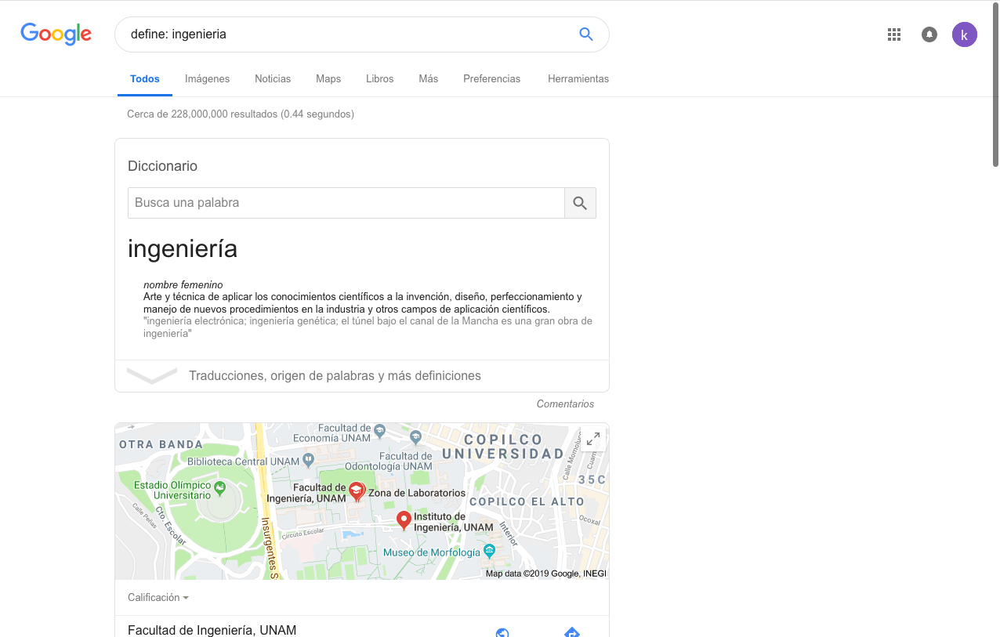 Google
define: ingenieria
k
Todos
Imágenes
Noticias
Maps
Libros
Más
Preferencias
Herramientas
Cerca de 228,000,000 resultados (0.44 segundos)
Diccionario
Busca una palabra
ingeniería
nombre femenino
Arte y técnica de aplicar los conocimientos científicos a la invención, diseño, perfeccionamiento y
manejo de nuevos procedimientos en la industria y otros campos de aplicación científicos.
"ingeniería electrónica; ingeniería genética; el túnel bajo el canal de la Mancha es una gran obra de
ingeniería"
Traducciones, origen de palabras y más definiciones
Comentarios
Facultad de
Economía UNAM
COPILCO
UNIVERSIDAD
OTRA BANDA
Biblioteca Central UNAM
Facultad de
Odontología UNAM
Estadio Olímpico
Universitario
Facultad de
Ingeniería, UNAM
Zona de Laboratorios
35C
COPILCO EL ALTO
Instituto de
Ingeniería, UNAM
Calle Peñas
Cto. Escolar
Insurgentes S
Circuito Escolar
Interior
Ocoxal
Museo de Morfología
Map data ©2019 Google, INEGI
Calificación
Facultad de Ingeniería, UNAM